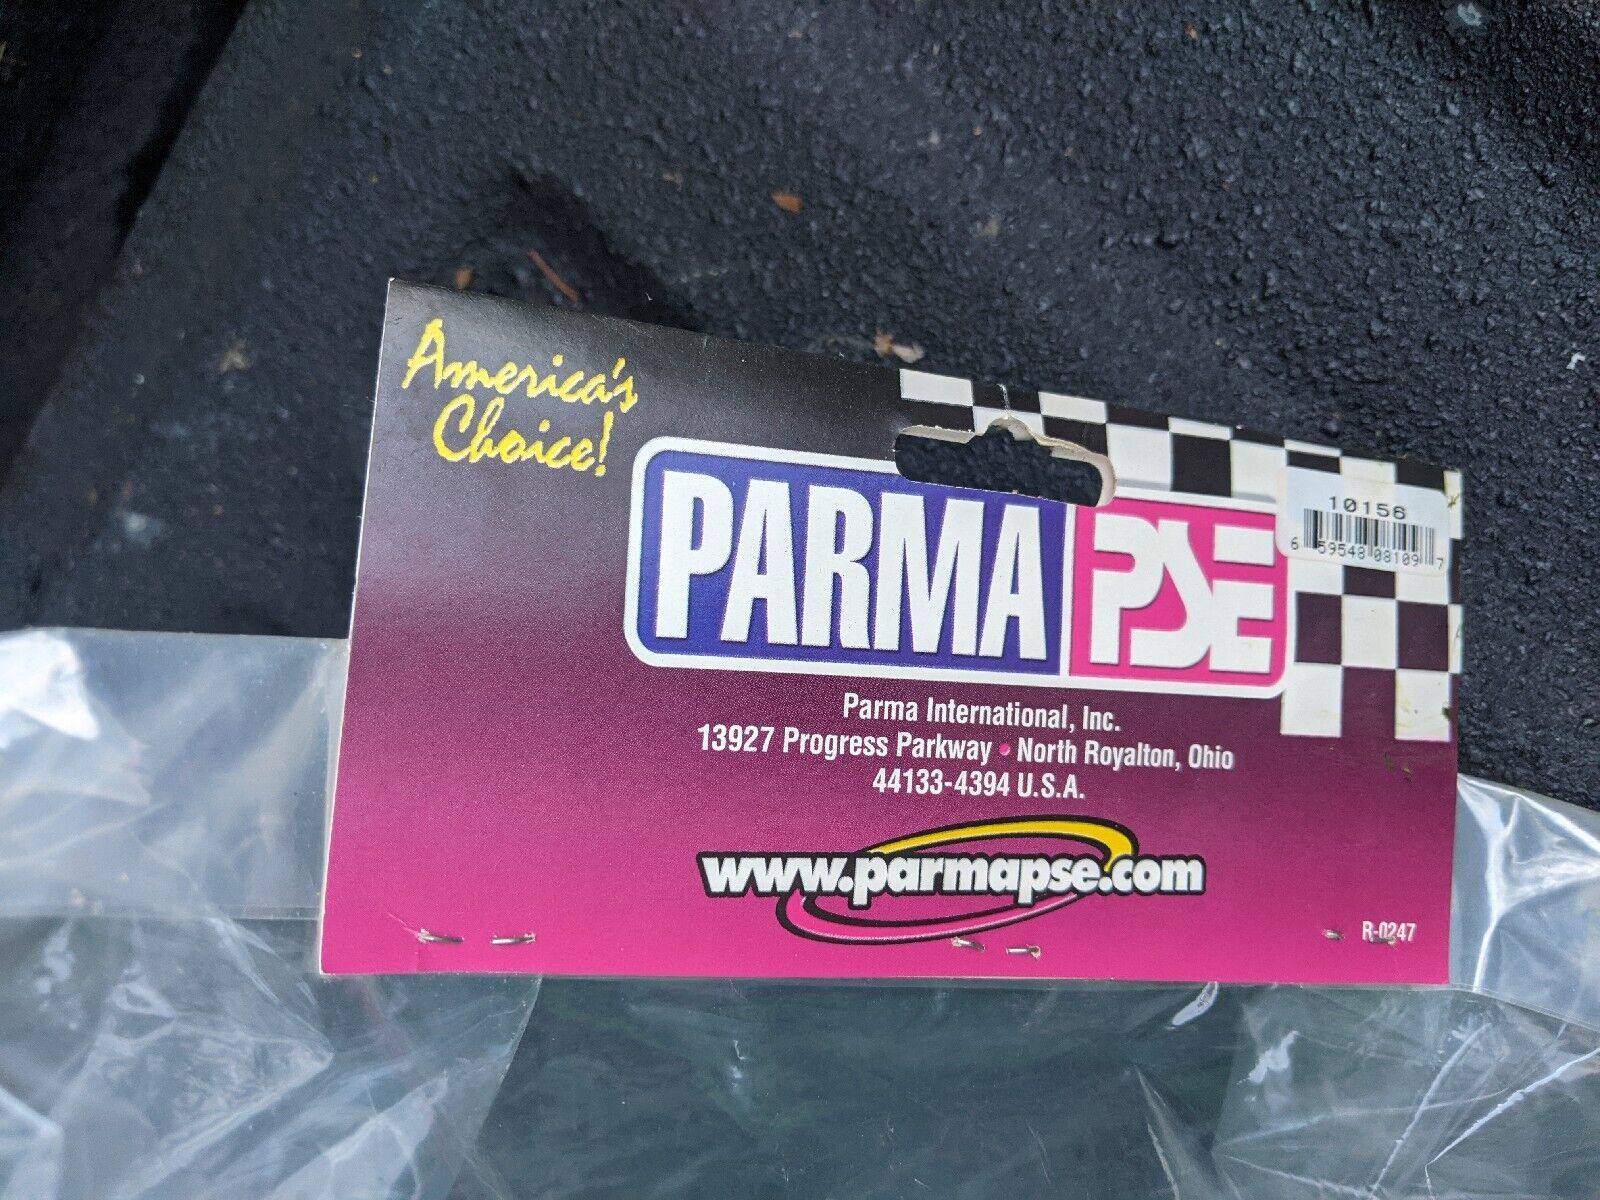 America's
Choice!
PARMA PSE
10156
6 59548 08109 7
Parma International, Inc.
13927 Progress Parkway • North Royalton, Ohio
44133-4394 U.S.A.
www.parmapse.com
R-0247